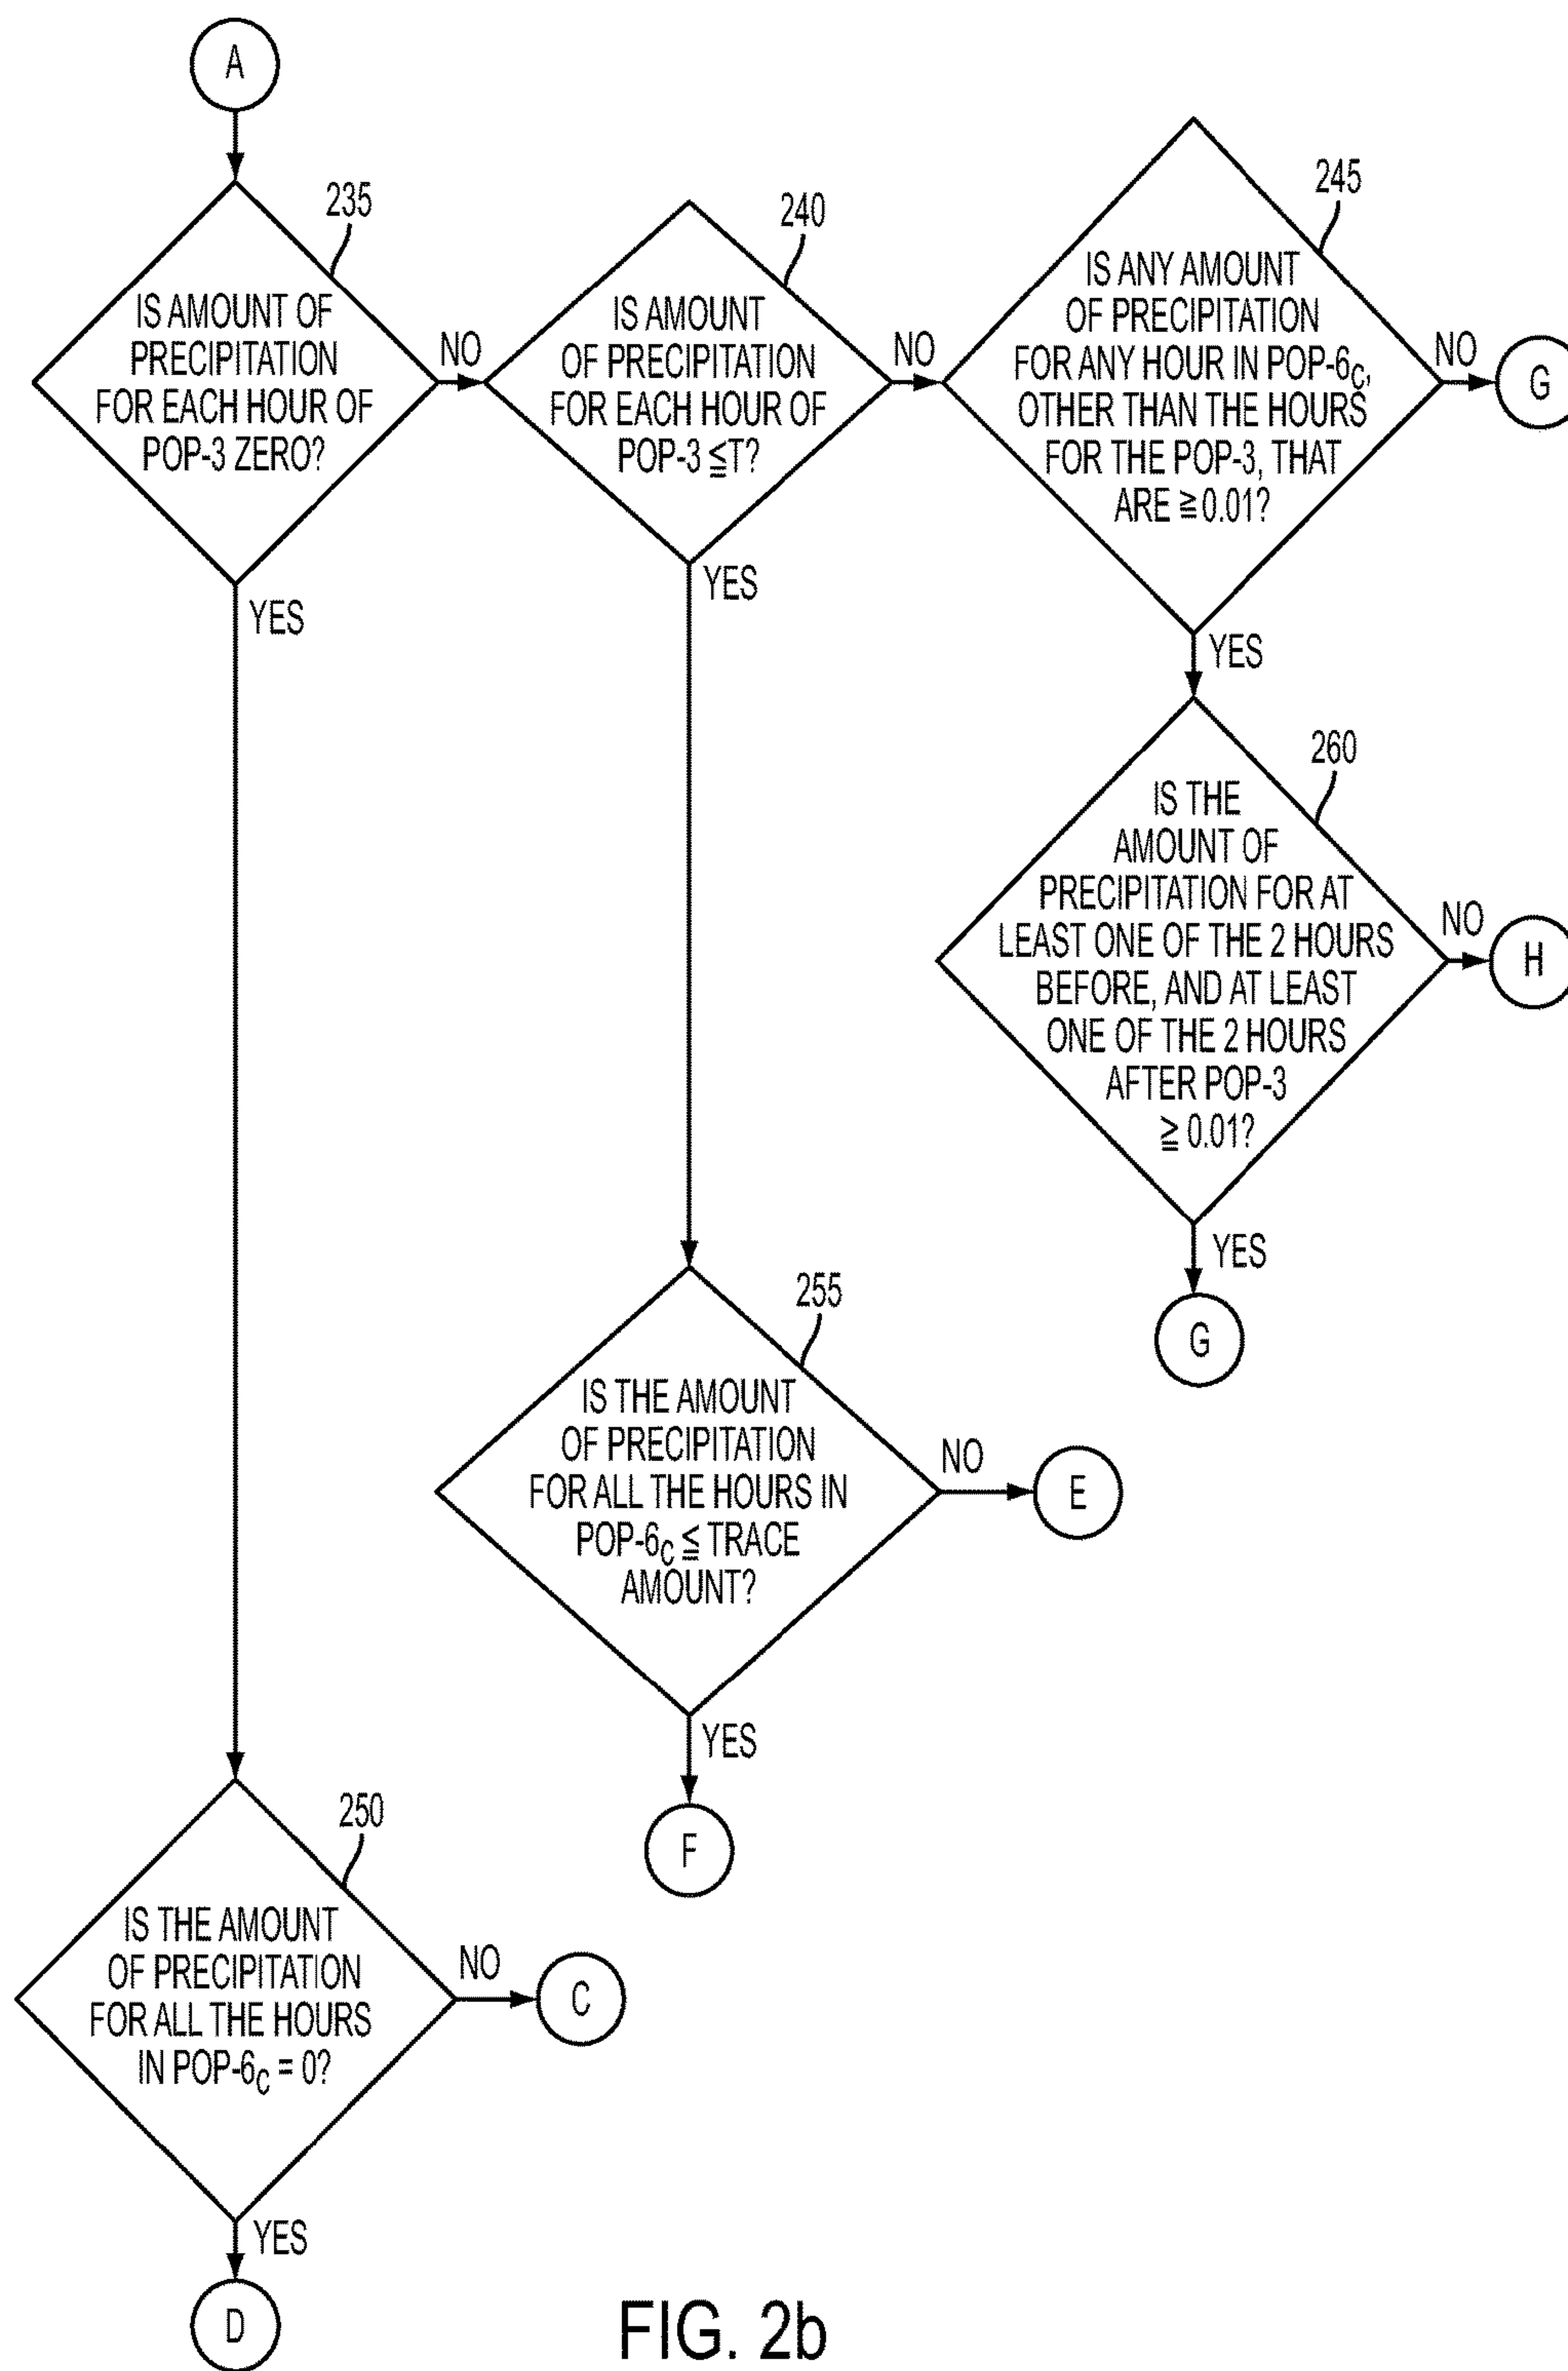 A
235
IS AMOUNT OF
PRECIPITATION
FOR EACH HOUR OF
POP-3 ZERO?
NO
YES
240
IS AMOUNT
OF PRECIPITATION
FOR EACH HOUR OF
POP-3 ≦T?
NO
YES
245
IS ANY AMOUNT
OF PRECIPITATION
FOR ANY HOUR IN POP-6C,
OTHER THAN THE HOURS
FOR THE POP-3, THAT
ARE ≧0.01?
NO
G
YES
260
IS THE
AMOUNT OF
PRECIPITATION FOR AT
LEAST ONE OF THE 2 HOURS
BEFORE, AND AT LEAST
ONE OF THE 2 HOURS
AFTER POP-3
≧ 0.01?
NO
H
YES
G
255
IS THE AMOUNT
OF PRECIPITATION
FOR ALL THE HOURS IN
POP-6C ≦ TRACE
AMOUNT?
NO
E
YES
F
250
IS THE AMOUNT
OF PRECIPITATION
FOR ALL THE HOURS
IN POP-6C = 0?
NO
C
YES
D
FIG. 2b